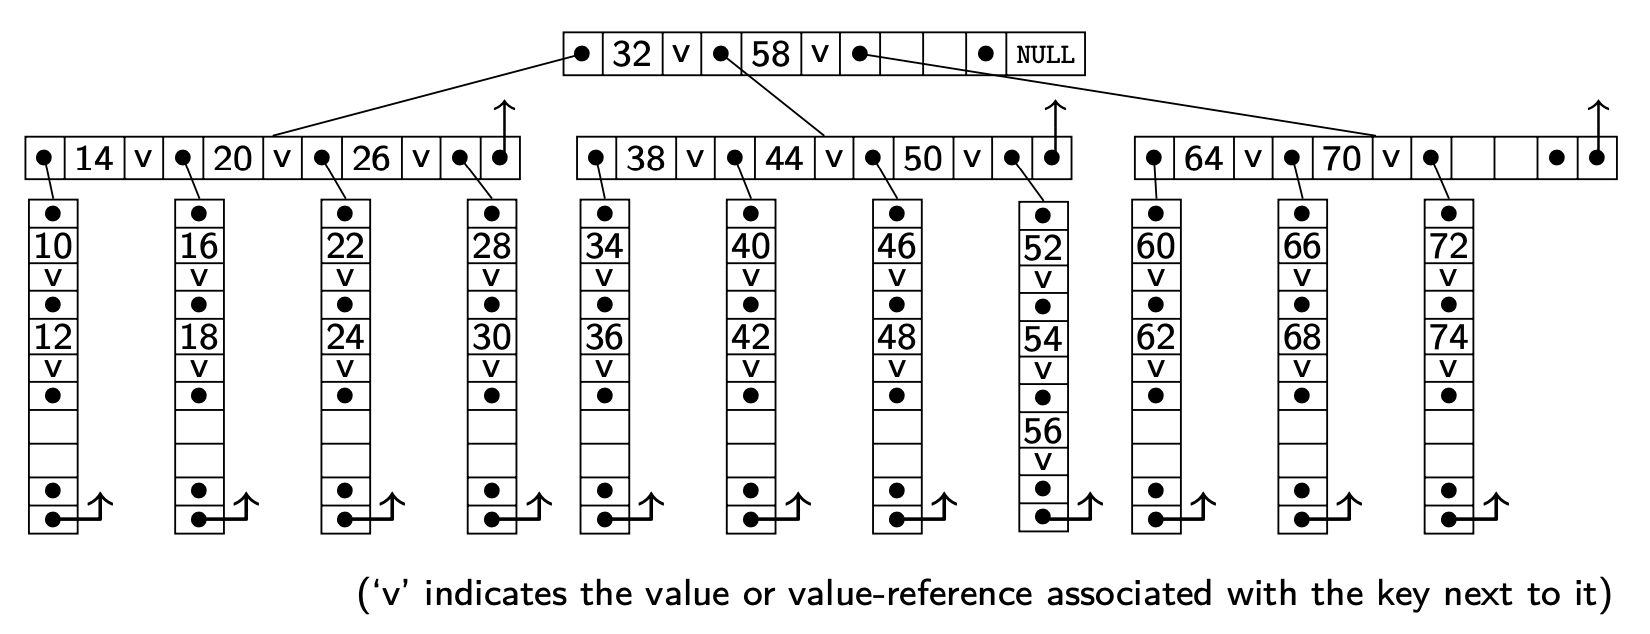 32 v 58 v NULL
14 v 20 v 26 v 38 v 44 v 50 v 64 v 70 v
10 16 22 28 34 40 46 52 60 66 72
v v v v v v v v v v v
12 18 24 30 36 42 48 54 62 68 74
v v v v v v v v v v v
56
v
(‘v’ indicates the value or value-reference associated with the key next to it)